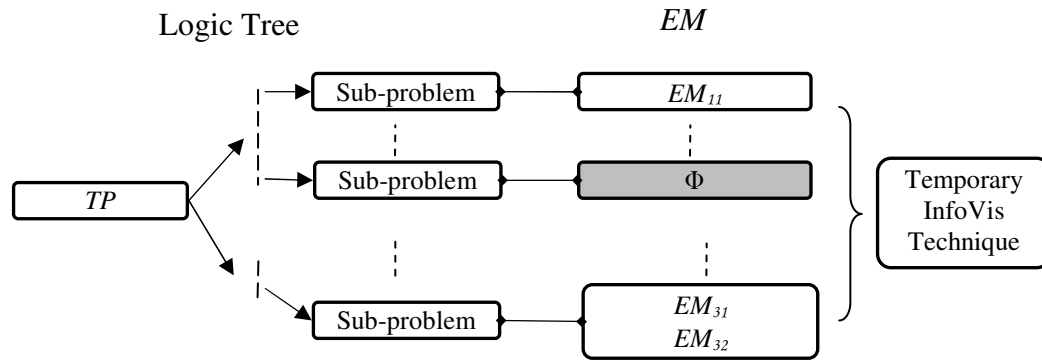 Logic Tree
EM
Sub-problem
EM11
Sub-problem
Φ
TP
Temporary
InfoVis
Technique
Sub-problem
EM31
EM32